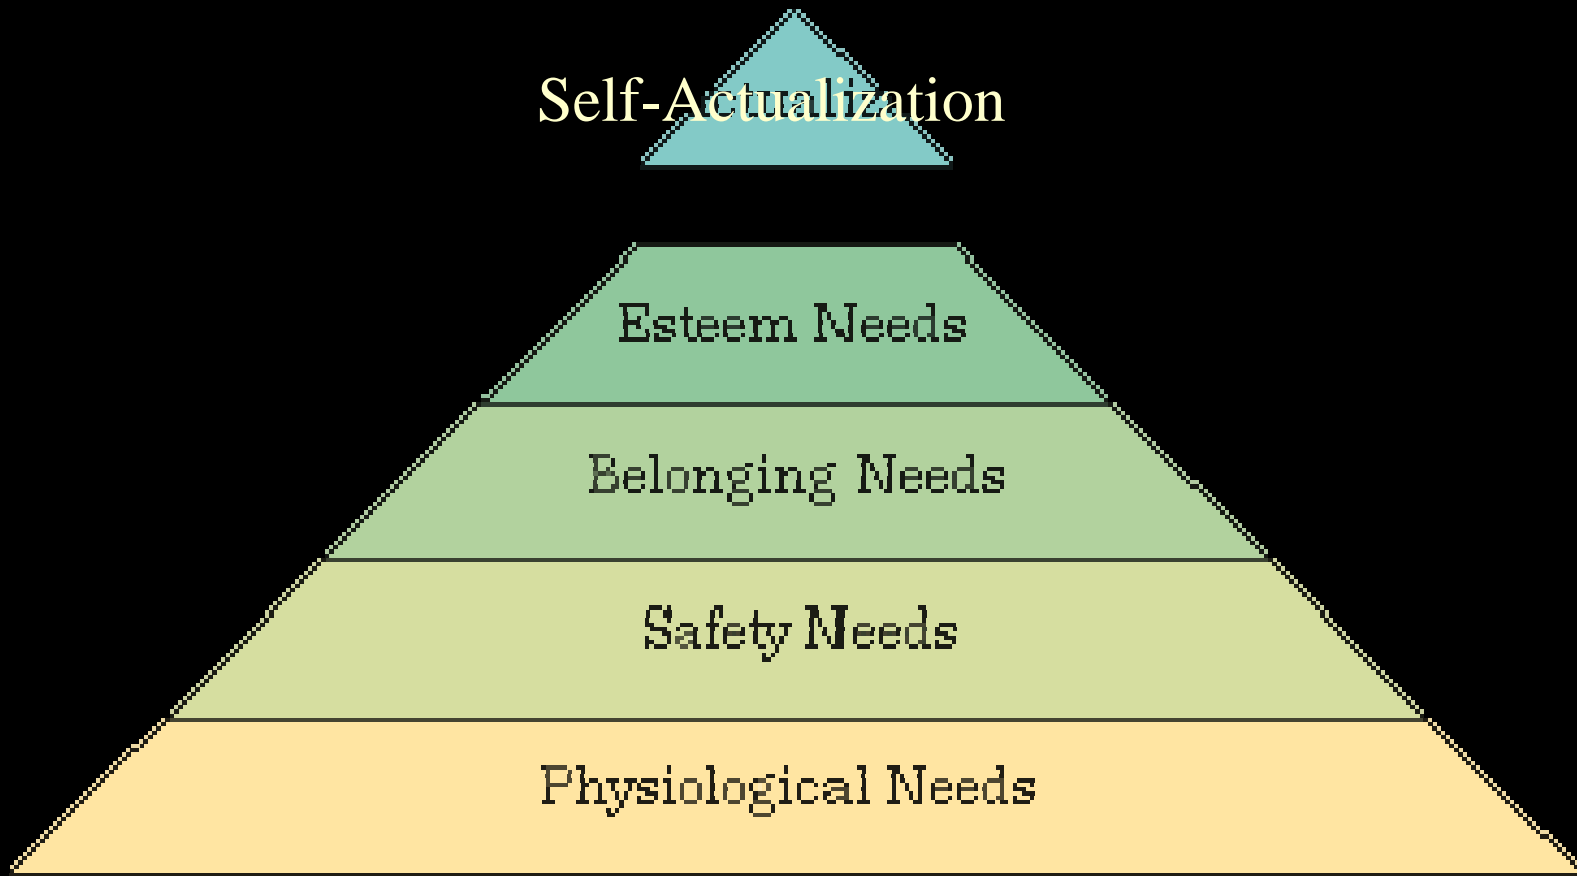 Self-Actualization
Esteem Needs
Belonging Needs
Safety Needs
Physiological Needs